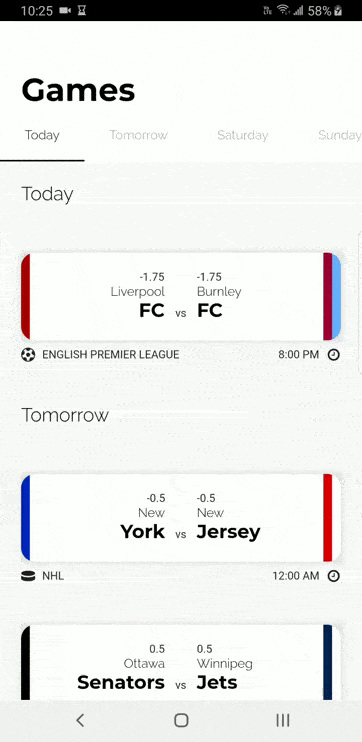 10:25 58%
Games
Today Tomorrow Saturday Sunday
Today
-1.75 -1.75
Liverpool Burnley
FC vs FC
ENGLISH PREMIER LEAGUE 8:00 PM
Tomorrow
-0.5 -0.5
New New
York vs Jersey
NHL 12:00 AM
0.5 0.5
Ottawa Winnipeg
Senators vs Jets